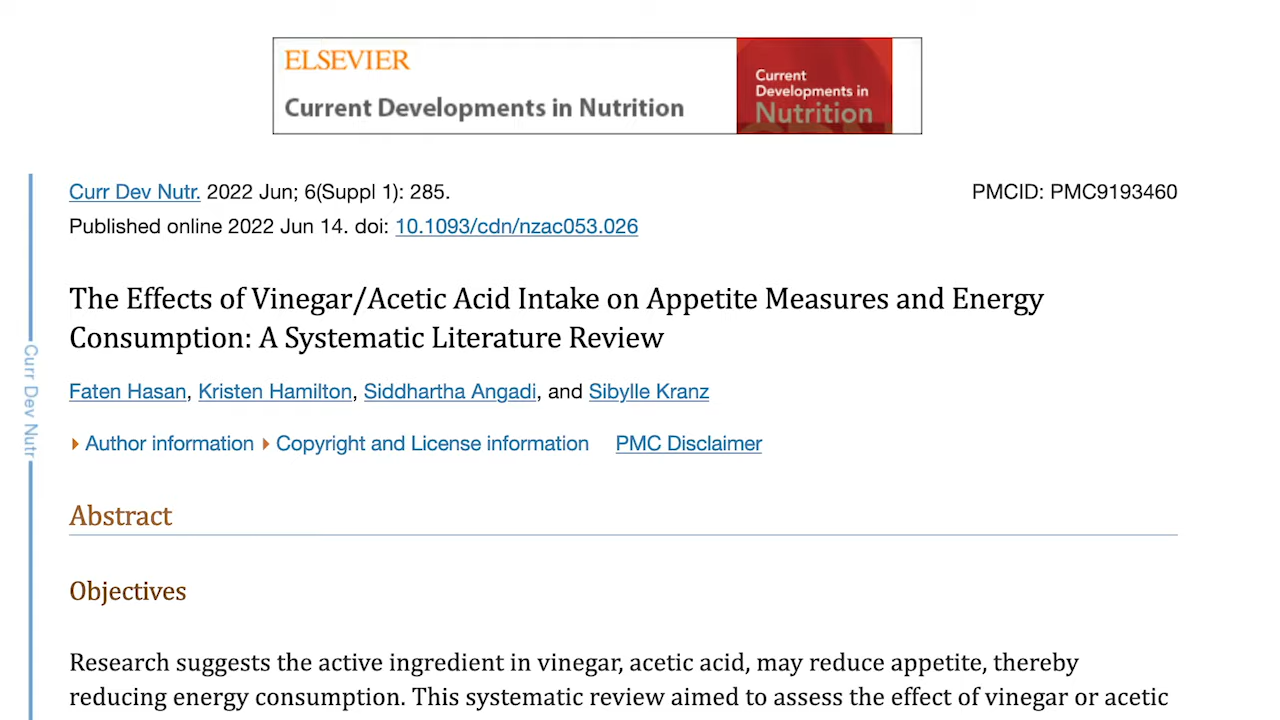 ELSEVIER
Current Developments in Nutrition
Current
Developments in
Nutrition
Curr Dev Nutr. 2022 Jun; 6(Suppl 1): 285.
PMCID: PMC9193460
Published online 2022 Jun 14. doi: 10.1093/cdn/nzac053.026
The Effects of Vinegar/Acetic Acid Intake on Appetite Measures and Energy
Consumption: A Systematic Literature Review
Curr Dev Nutr
Faten Hasan, Kristen Hamilton, Siddhartha Angadi, and Sibylle Kranz
Author information Copyright and License information PMC Disclaimer
Abstract
Objectives
Research suggests the active ingredient in vinegar, acetic acid, may reduce appetite, thereby
reducing energy consumption. This systematic review aimed to assess the effect of vinegar or acetic